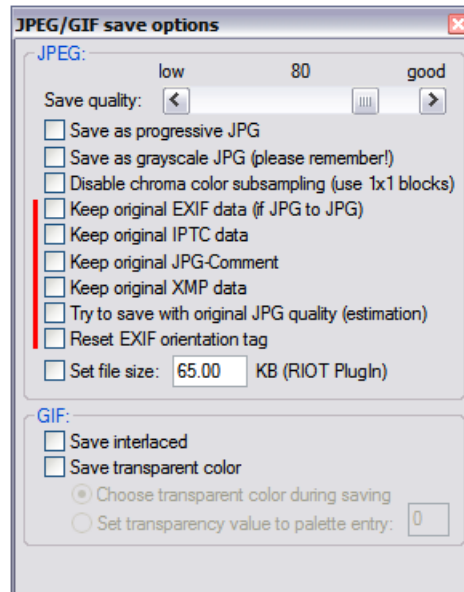 JPEG/GIF save options
JPEG:
low 80 good
Save quality:
Save as progressive JPG
Save as grayscale JPG (please remember!)
Disable chroma color subsampling (use 1x1 blocks)
Keep original EXIF data (if JPG to JPG)
Keep original IPTC data
Keep original JPG-Comment
Keep original XMP data
Try to save with original JPG quality (estimation)
Reset EXIF orientation tag
Set file size: 65.00 KB (RIOT PlugIn)
GIF:
Save interlaced
Save transparent color
Choose transparent color during saving
Set transparency value to palette entry: 0